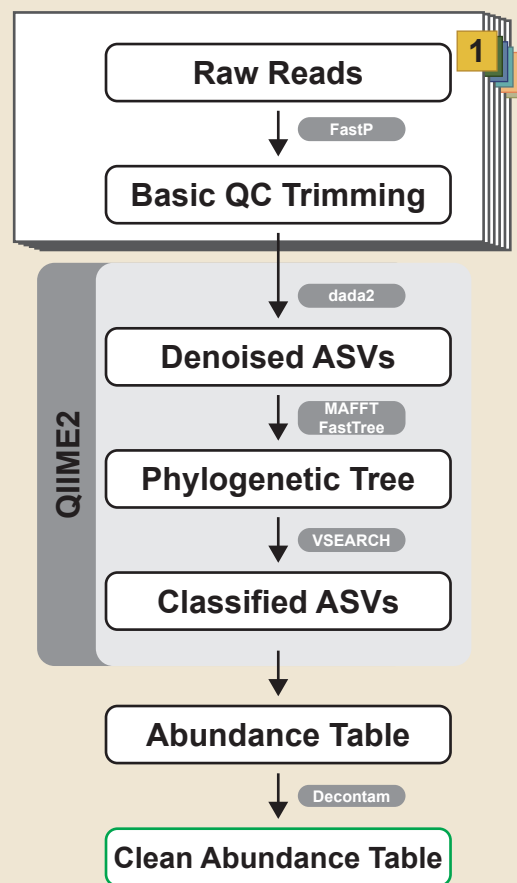 1
Raw Reads
FastP
Basic QC Trimming
dada2
Denoised ASVs
MAFFT
FastTree
QIIME2
Phylogenetic Tree
VSEARCH
Classified ASVs
Abundance Table
Decontam
Clean Abundance Table